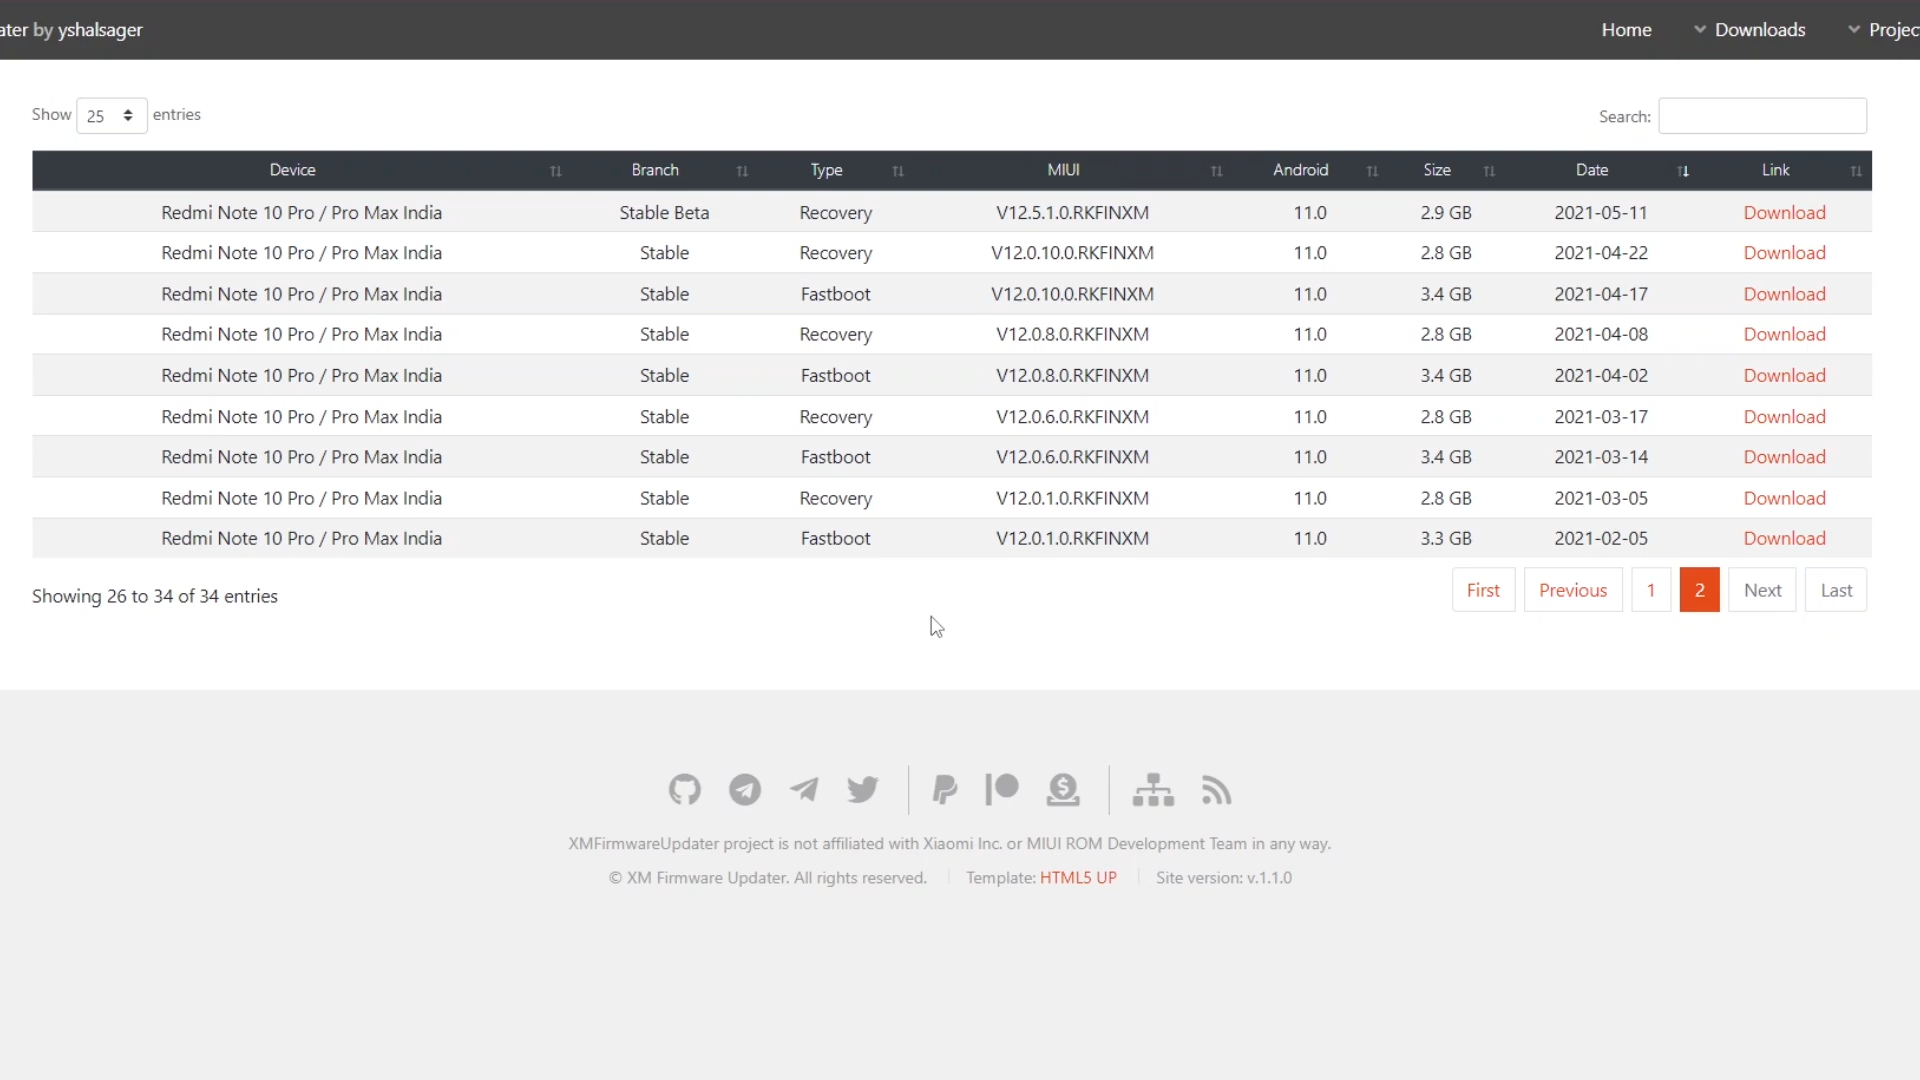 ater by yshalsager Home Downloads Projec
Show 25 entries Search:
Device Branch Type MIUI Android Size Date Link
Redmi Note 10 Pro / Pro Max India Stable Beta Recovery V12.5.1.0.RKFINXM 11.0 2.9 GB 2021-05-11 Download
Redmi Note 10 Pro / Pro Max India Stable Recovery V12.0.10.0.RKFINXM 11.0 2.8 GB 2021-04-22 Download
Redmi Note 10 Pro / Pro Max India Stable Fastboot V12.0.10.0.RKFINXM 11.0 3.4 GB 2021-04-17 Download
Redmi Note 10 Pro / Pro Max India Stable Recovery V12.0.8.0.RKFINXM 11.0 2.8 GB 2021-04-08 Download
Redmi Note 10 Pro / Pro Max India Stable Fastboot V12.0.8.0.RKFINXM 11.0 3.4 GB 2021-04-02 Download
Redmi Note 10 Pro / Pro Max India Stable Recovery V12.0.6.0.RKFINXM 11.0 2.8 GB 2021-03-17 Download
Redmi Note 10 Pro / Pro Max India Stable Fastboot V12.0.6.0.RKFINXM 11.0 3.4 GB 2021-03-14 Download
Redmi Note 10 Pro / Pro Max India Stable Recovery V12.0.1.0.RKFINXM 11.0 2.8 GB 2021-03-05 Download
Redmi Note 10 Pro / Pro Max India Stable Fastboot V12.0.1.0.RKFINXM 11.0 3.3 GB 2021-02-05 Download
Showing 26 to 34 of 34 entries First Previous 1 2 Next Last
XMFirmwareUpdater project is not affiliated with Xiaomi Inc. or MIUI ROM Development Team in any way.
© XM Firmware Updater. All rights reserved. Template: HTML5 UP Site version: v.1.1.0